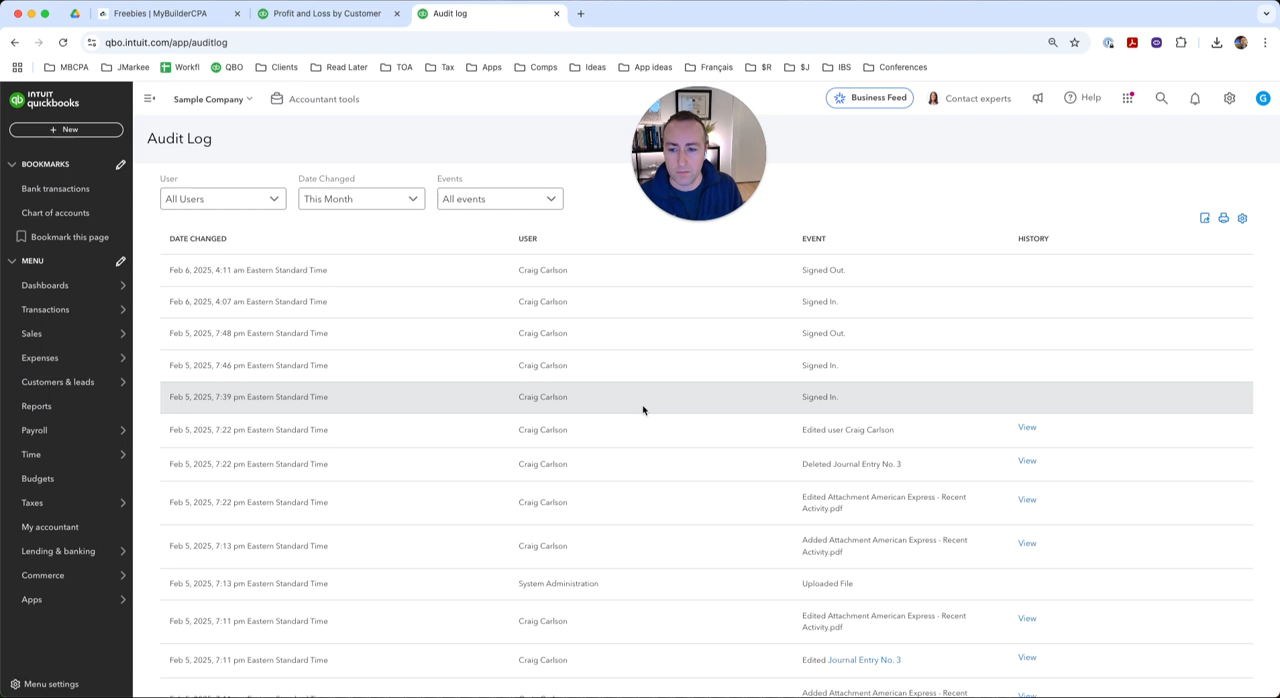 Freebies | MyBuilderCPA
Profit and Loss by Customer
Audit log
qbo.intuit.com/app/auditlog
MBCPA
JMarkee
Workfl
QBO
Clients
Read Later
TOA
Tax
Apps
Comps
Ideas
App ideas
Français
$R
$J
IBS
Conferences
INTUIT
quickbooks
Sample Company
Accountant tools
Business Feed
Contact experts
Help
G
+ New
BOOKMARKS
Bank transactions
Chart of accounts
Bookmark this page
MENU
Dashboards
Transactions
Sales
Expenses
Customers & leads
Reports
Payroll
Time
Budgets
Taxes
My accountant
Lending & banking
Commerce
Apps
Menu settings
Audit Log
User
Date Changed
Events
All Users
This Month
All events
DATE CHANGED USER EVENT HISTORY
Feb 6, 2025, 4:11 am Eastern Standard Time Craig Carlson Signed Out.
Feb 6, 2025, 4:07 am Eastern Standard Time Craig Carlson Signed In.
Feb 5, 2025, 7:48 pm Eastern Standard Time Craig Carlson Signed Out.
Feb 5, 2025, 7:46 pm Eastern Standard Time Craig Carlson Signed In.
Feb 5, 2025, 7:39 pm Eastern Standard Time Craig Carlson Signed In.
Feb 5, 2025, 7:22 pm Eastern Standard Time Craig Carlson Edited user Craig Carlson View
Feb 5, 2025, 7:22 pm Eastern Standard Time Craig Carlson Deleted Journal Entry No. 3 View
Feb 5, 2025, 7:22 pm Eastern Standard Time Craig Carlson Edited Attachment American Express - Recent View
Activity.pdf
Feb 5, 2025, 7:13 pm Eastern Standard Time Craig Carlson Added Attachment American Express - Recent View
Activity.pdf
Feb 5, 2025, 7:13 pm Eastern Standard Time System Administration Uploaded File
Feb 5, 2025, 7:11 pm Eastern Standard Time Craig Carlson Edited Attachment American Express - Recent View
Activity.pdf
Feb 5, 2025, 7:11 pm Eastern Standard Time Craig Carlson Edited Journal Entry No. 3 View
Added Attachment American Express - Recent